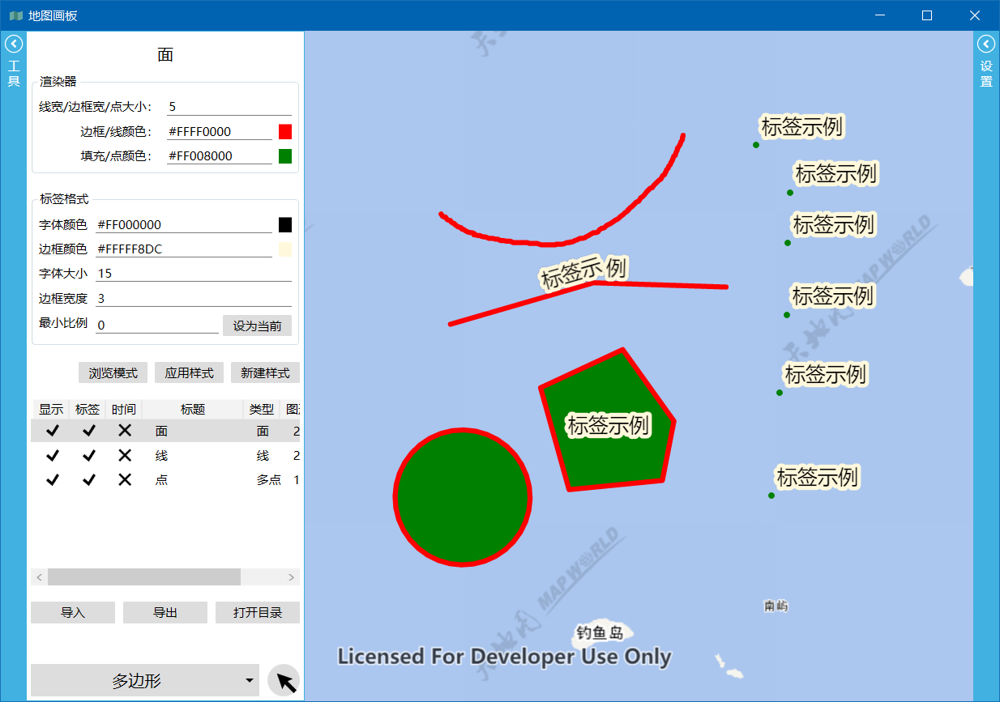 地图画板
工具
面
渲染器
线宽/边框宽/点大小： 5
边框/线颜色： #FFFF0000
填充/点颜色： #FF008000
标签格式
字体颜色 #FF000000
边框颜色 #FFFFF8DC
字体大小 15
边框宽度 3
最小比例 0 设为当前
浏览模式 应用样式 新建样式
显示 标签 时间 标题 类型
面 面 2
线 线 2
点 多点 1
导入 导出 打开目录
多边形
标签示例
标签示例
标签示例
标签示例
标签示例
标签示例
标签示例
标签示例
天地图 MAPWORLD
天地图 MAPWORLD
南屿
钓鱼岛
Licensed For Developer Use Only
设置